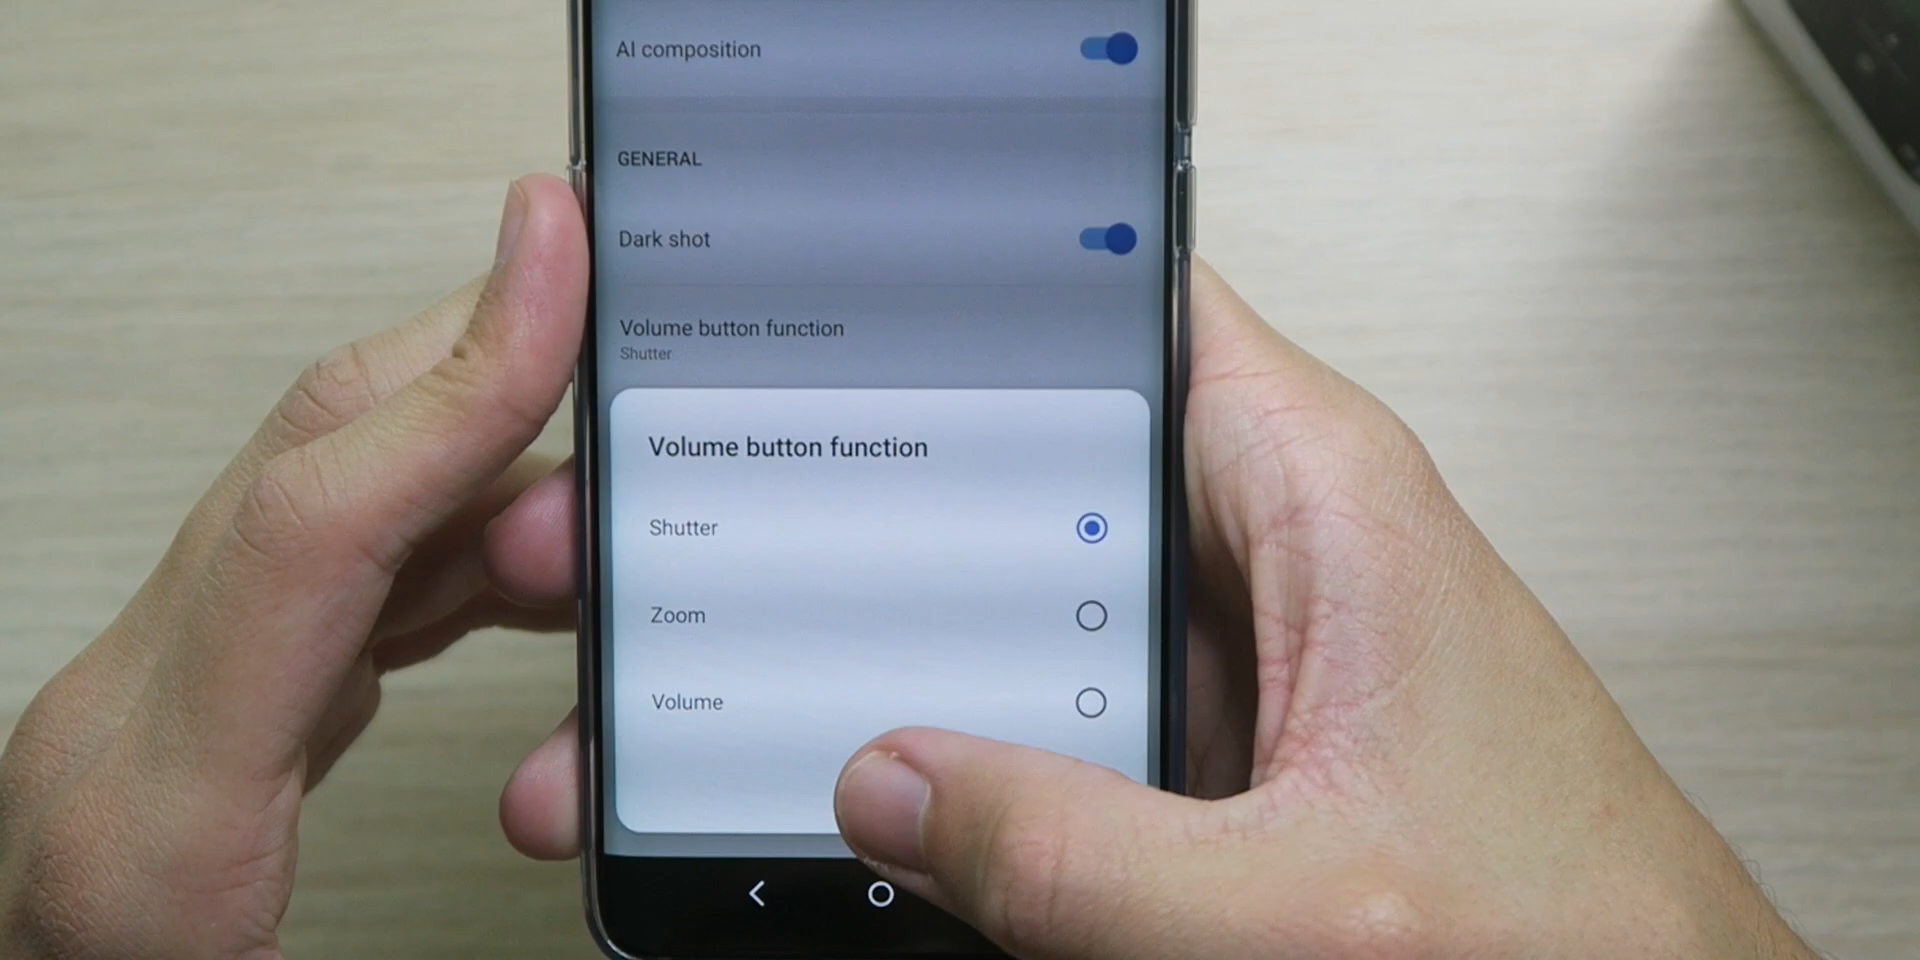 AI composition
GENERAL
Dark shot
Volume button function
Shutter
Volume button function
Shutter
Zoom
Volume